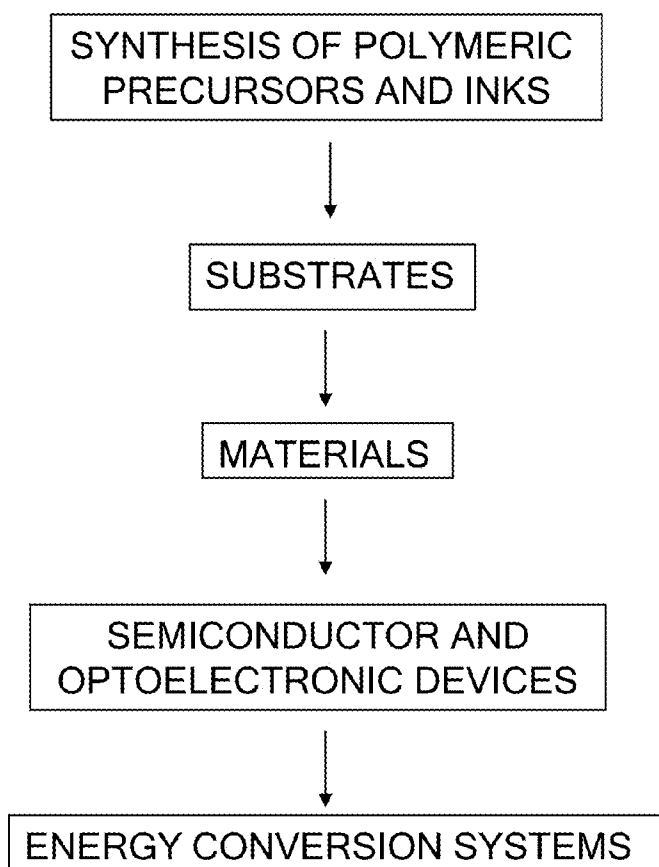 SYNTHESIS OF POLYMERIC
PRECURSORS AND INKS
SUBSTRATES
MATERIALS
SEMICONDUCTOR AND
OPTOELECTRONIC DEVICES
ENERGY CONVERSION SYSTEMS